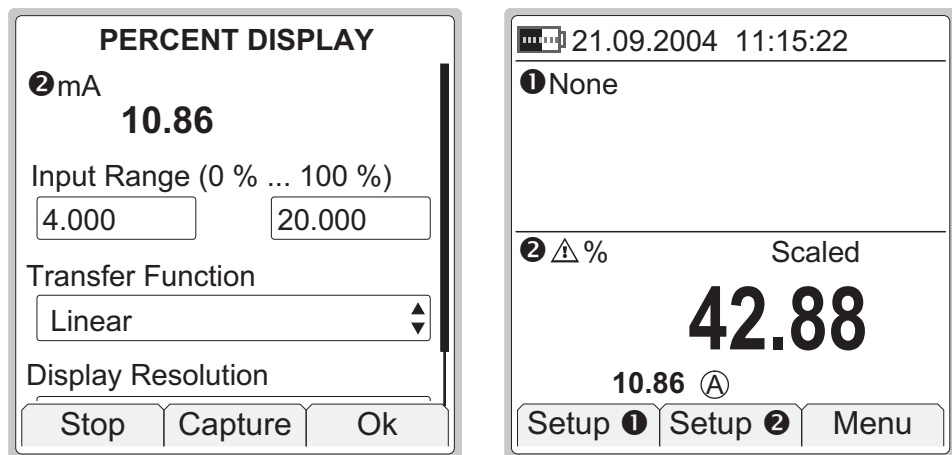 PERCENT DISPLAY
❷mA
10.86
Input Range (0 % ... 100 %)
4.000 20.000
Transfer Function
Linear
Display Resolution
Stop Capture Ok
21.09.2004 11:15:22
❶None
❷⚠% Scaled
42.88
10.86 Ⓐ
Setup ❶ Setup ❷ Menu